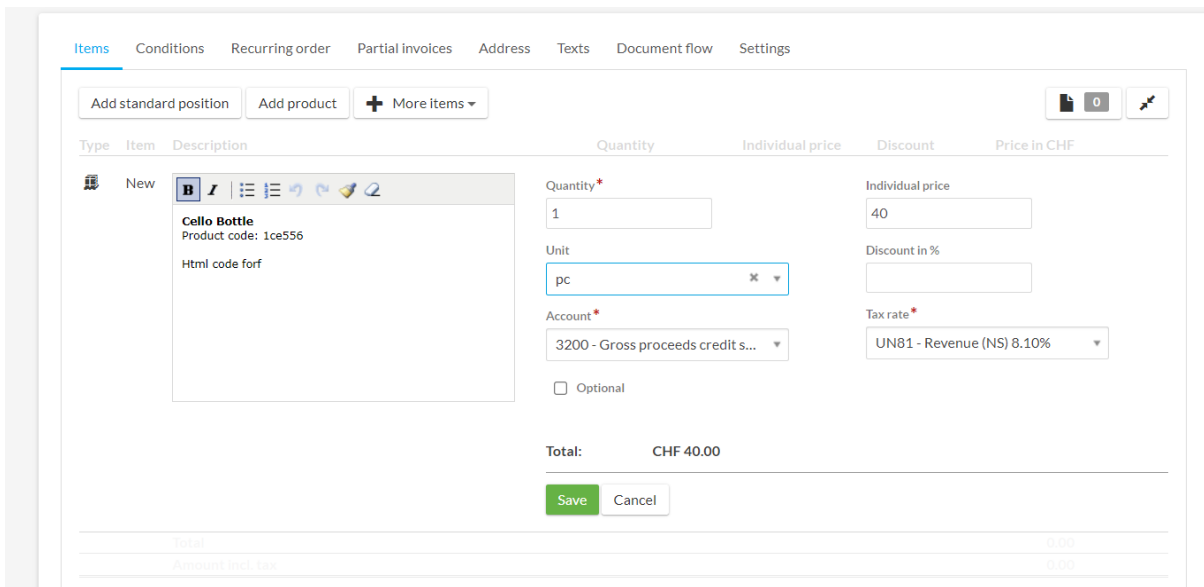 Items Conditions Recurring order Partial invoices Address Texts Document flow Settings
Add standard position Add product More items 0
Type Item Description Quantity Individual price Discount Price in CHF
New
B I
Cello Bottle
Product code: 1ce556
Html code forf
Quantity* Individual price
1 40
Unit Discount in %
pc
Account* Tax rate*
3200 - Gross proceeds credit s... UN81 - Revenue (NS) 8.10%
Optional
Total: CHF 40.00
Save Cancel
Total 0.00
Amount incl. tax 0.00